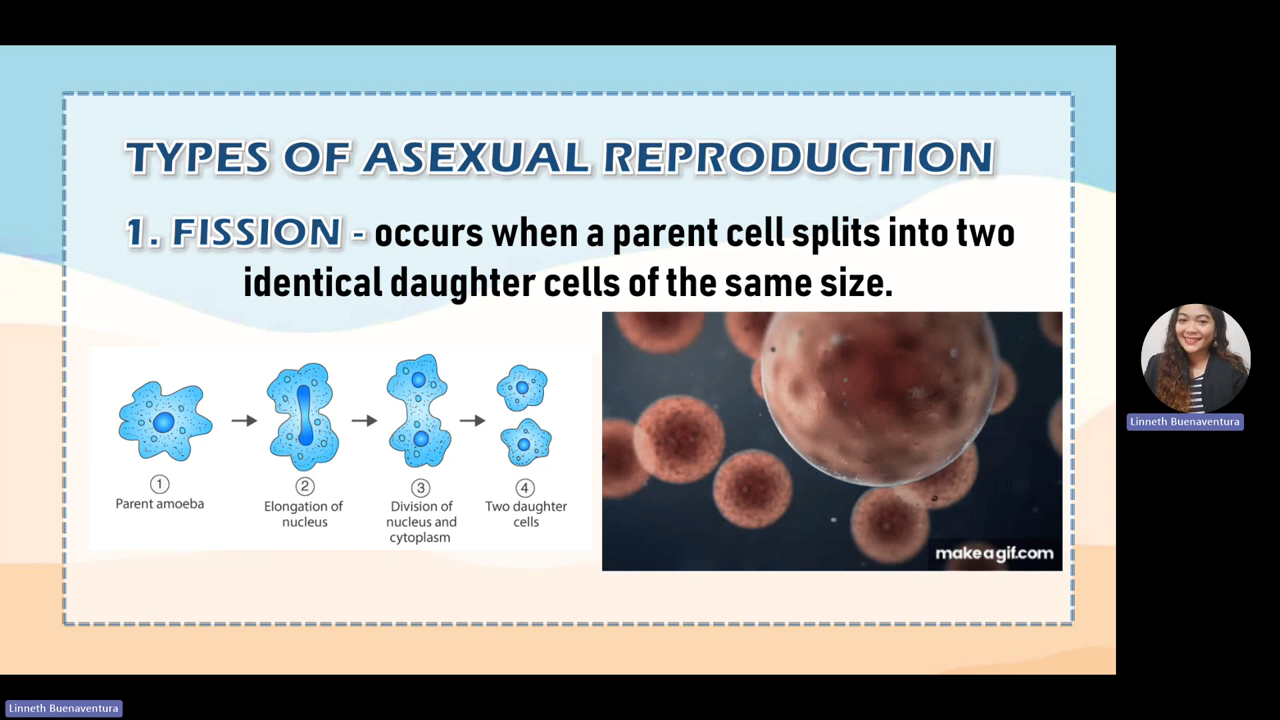 TYPES OF ASEXUAL REPRODUCTION
1. FISSION - occurs when a parent cell splits into two
identical daughter cells of the same size.
1
Parent amoeba
2
Elongation of
nucleus
3
Division of
nucleus and
cytoplasm
4
Two daughter
cells
makeagif.com
Linneth Buenaventura
Linneth Buenaventura